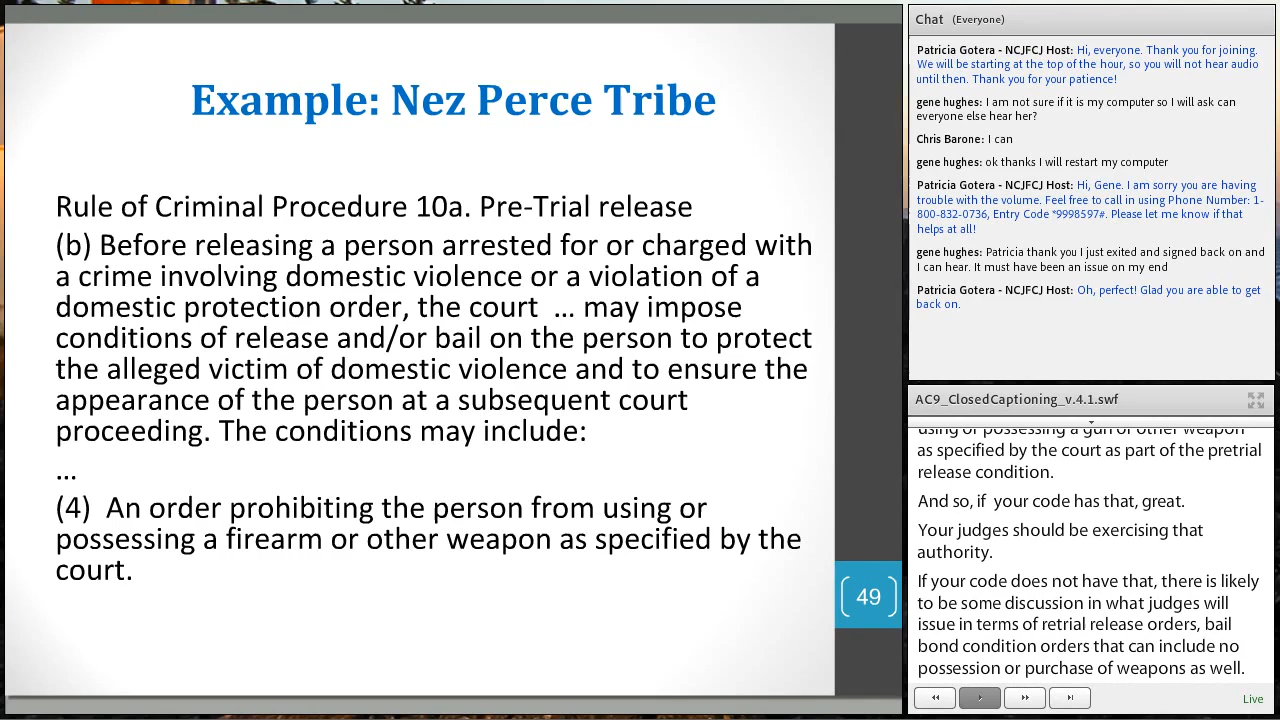 Example: Nez Perce Tribe
Rule of Criminal Procedure 10a. Pre-Trial release
(b) Before releasing a person arrested for or charged with
a crime involving domestic violence or a violation of a
domestic protection order, the court ... may impose
conditions of release and/or bail on the person to protect
the alleged victim of domestic violence and to ensure the
appearance of the person at a subsequent court
proceeding. The conditions may include:
...
(4) An order prohibiting the person from using or
possessing a firearm or other weapon as specified by the
court.
49
Chat (Everyone)
Patricia Gotera - NCJFCJ Host: Hi, everyone. Thank you for joining.
We will be starting at the top of the hour, so you will not hear audio
until then. Thank you for your patience!
gene hughes: I am not sure if it is my computer so I will ask can
everyone else hear her?
Chris Barone: I can
gene hughes: ok thanks I will restart my computer
Patricia Gotera - NCJFCJ Host: Hi, Gene. I am sorry you are having
trouble with the volume. Feel free to call in using Phone Number: 1-
800-832-0736, Entry Code *9998597#. Please let me know if that
helps at all!
gene hughes: Patricia thank you I just exited and signed back on and
I can hear. It must have been an issue on my end
Patricia Gotera - NCJFCJ Host: Oh, perfect! Glad you are able to get
back on.
AC9_ClosedCaptioning_v.4.1.swf
using or possessing a gun or other weapon
as specified by the court as part of the pretrial
release condition.
And so, if your code has that, great.
Your judges should be exercising that
authority.
If your code does not have that, there is likely
to be some discussion in what judges will
issue in terms of retrial release orders, bail
bond condition orders that can include no
possession or purchase of weapons as well.
Live